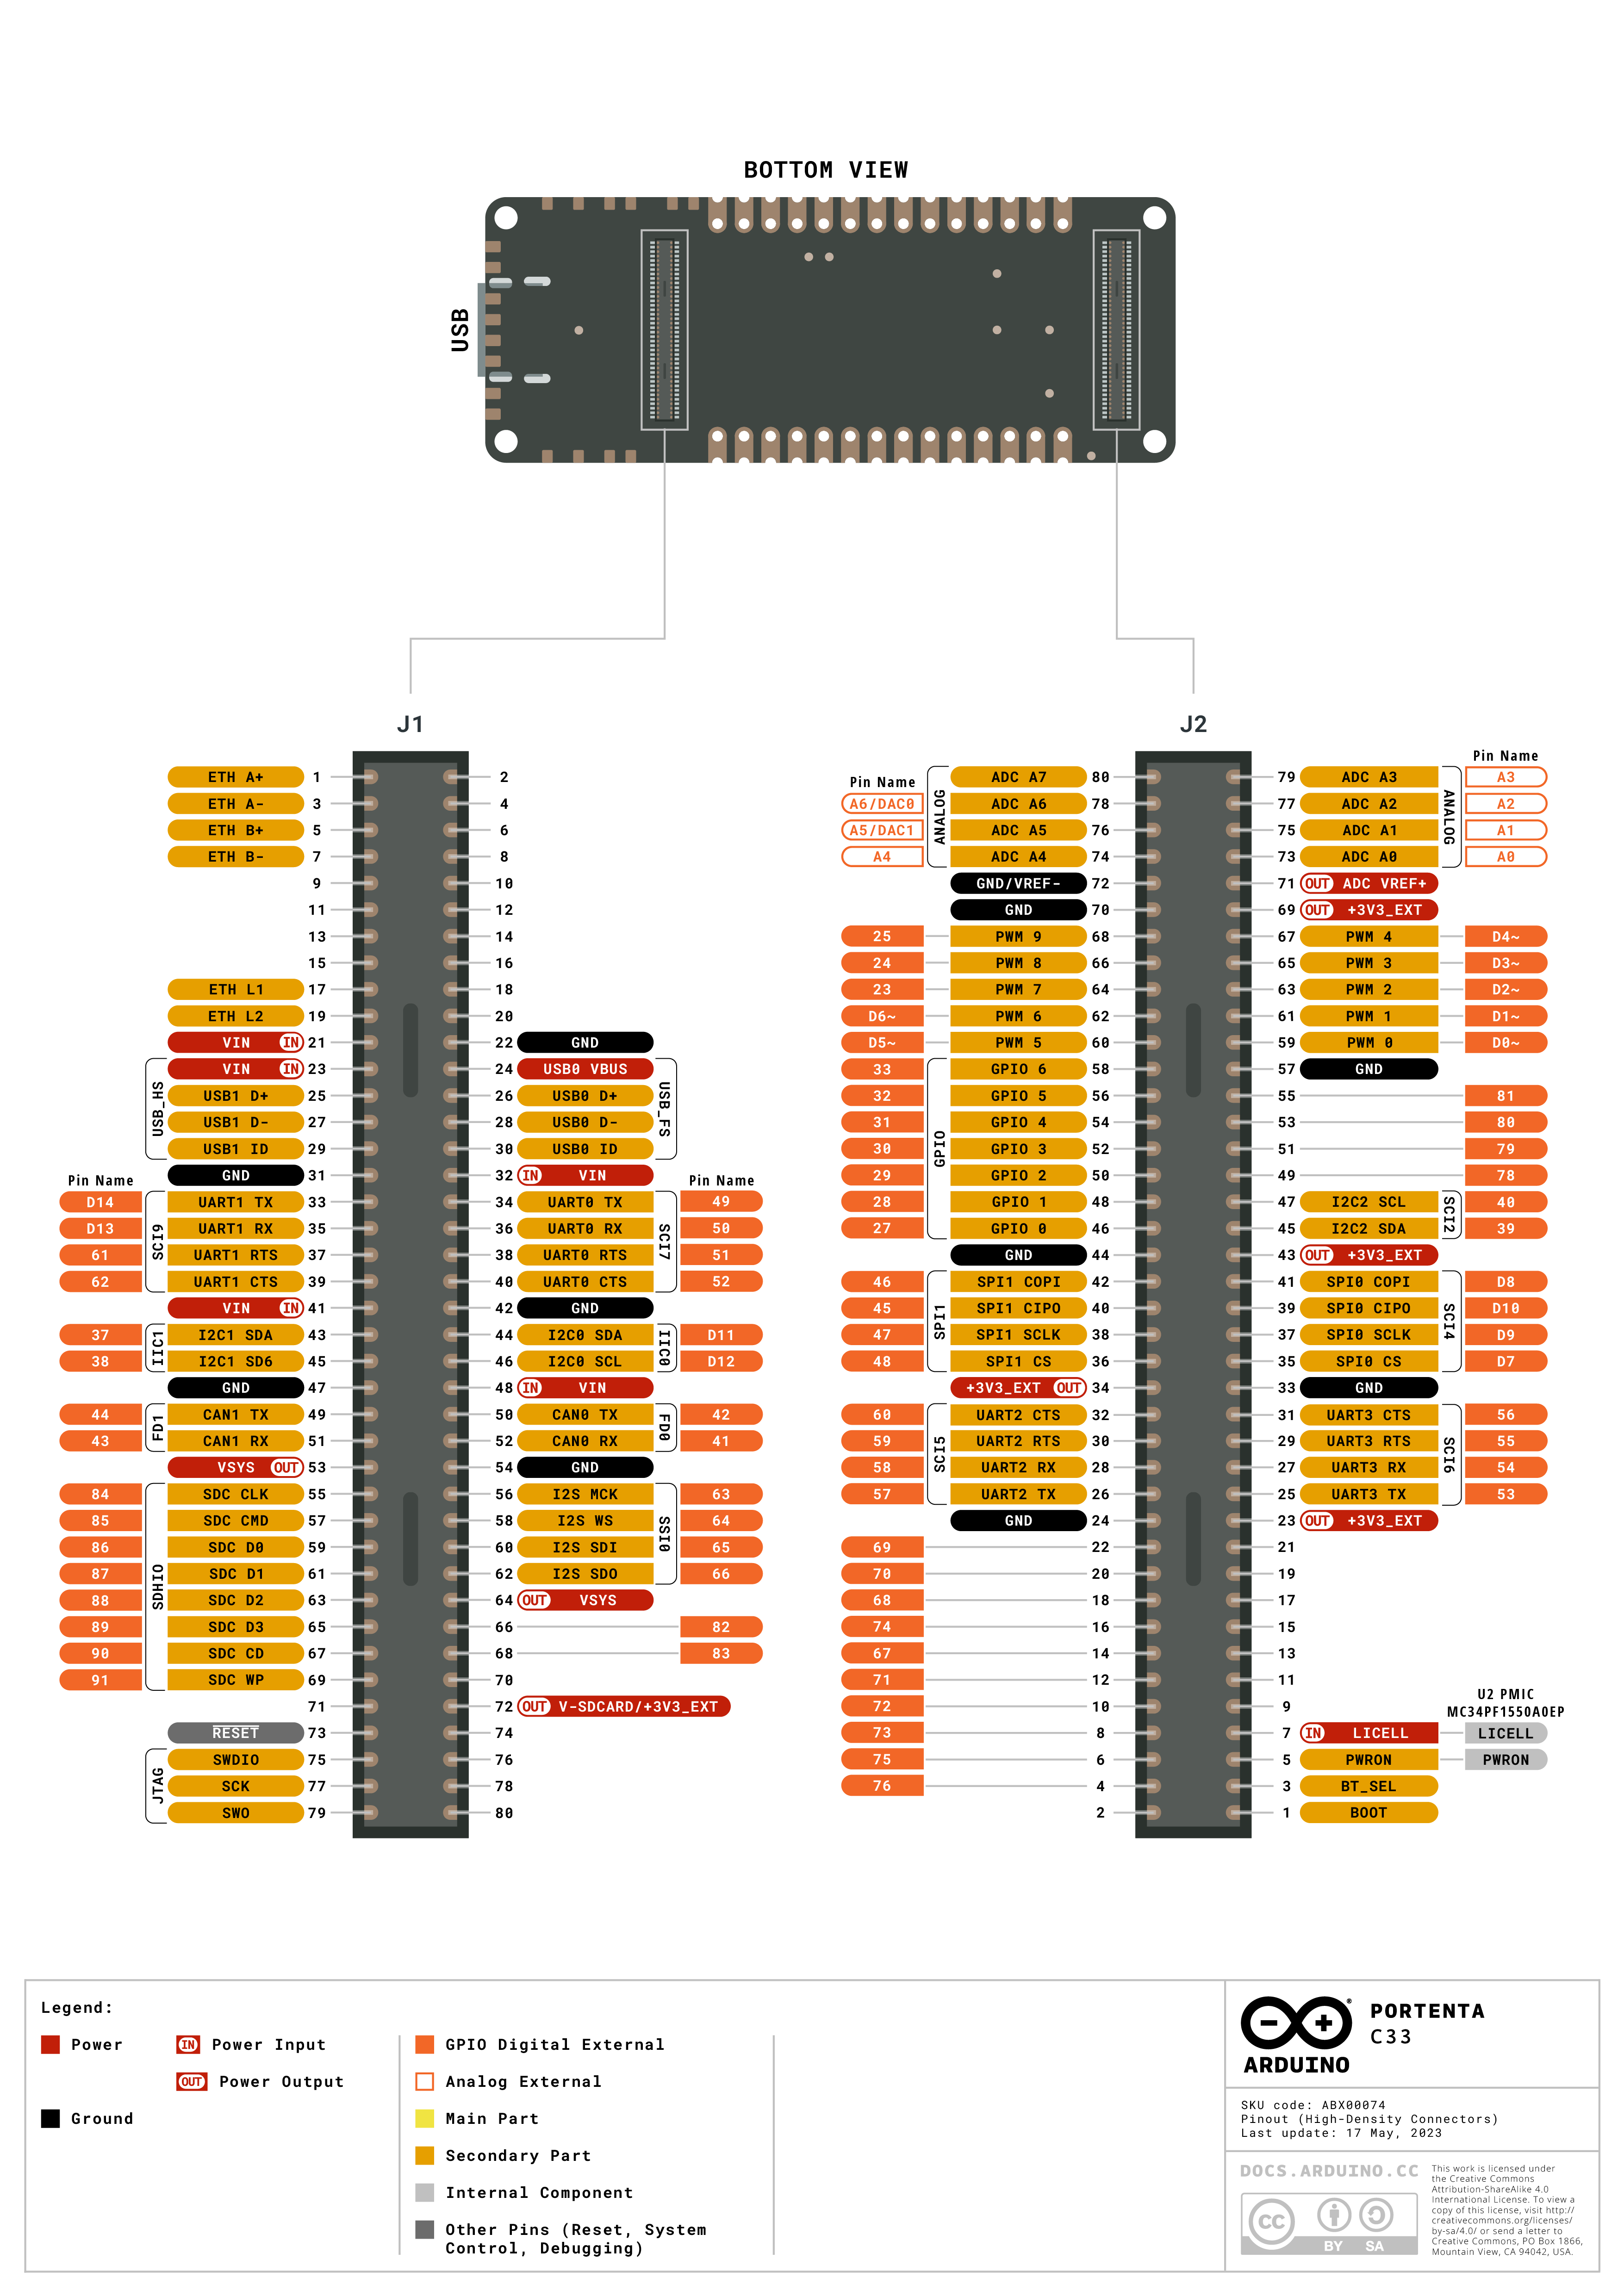 BOTTOM VIEW
USB
J1
ETH A+ 1 2
ETH A- 3 4
ETH B+ 5 6
ETH B- 7 8
9 10
11 12
13 14
15 16
ETH L1 17 18
ETH L2 19 20
VIN IN 21 22 GND
USB_HS
VIN IN 23 24 USB0 VBUS
USB1 D+ 25 26 USB0 D+
USB1 D- 27 28 USB0 D-
USB1 ID 29 30 USB0 ID
USB_FS
GND 31 32 IN VIN
Pin Name Pin Name
D14 UART1 TX 33 34 UART0 TX 49
D13 UART1 RX 35 36 UART0 RX 50
61 UART1 RTS 37 38 UART0 RTS 51
62 UART1 CTS 39 40 UART0 CTS 52
SCI9 SCI7
VIN IN 41 42 GND
37 I2C1 SDA 43 44 I2C0 SDA D11
38 I2C1 SD6 45 46 I2C0 SCL D12
IIC1 IIC0
GND 47 48 IN VIN
44 CAN1 TX 49 50 CAN0 TX 42
43 CAN1 RX 51 52 CAN0 RX 41
FD1 FD0
VSYS OUT 53 54 GND
84 SDC CLK 55 56 I2S MCK 63
85 SDC CMD 57 58 I2S WS 64
86 SDC D0 59 60 I2S SDI 65
87 SDC D1 61 62 I2S SDO 66
SSI0
88 SDC D2 63 64 OUT VSYS
89 SDC D3 65 66 82
90 SDC CD 67 68 83
91 SDC WP 69 70
SDHIO
71 72 OUT V-SDCARD/+3V3_EXT
RESET 73 74
SWDIO 75 76
SCK 77 78
SWO 79 80
JTAG
J2
Pin Name Pin Name
ADC A7 80 79 ADC A3 A3
A6/DAC0 ADC A6 78 77 ADC A2 A2
A5/DAC1 ADC A5 76 75 ADC A1 A1
A4 ADC A4 74 73 ADC A0 A0
ANALOG ANALOG
GND/VREF- 72 71 OUT ADC VREF+
GND 70 69 OUT +3V3_EXT
25 PWM 9 68 67 PWM 4 D4~
24 PWM 8 66 65 PWM 3 D3~
23 PWM 7 64 63 PWM 2 D2~
D6~ PWM 6 62 61 PWM 1 D1~
D5~ PWM 5 60 59 PWM 0 D0~
33 GPIO 6 58 57 GND
32 GPIO 5 56 55 81
31 GPIO 4 54 53 80
30 GPIO 3 52 51 79
29 GPIO 2 50 49 78
28 GPIO 1 48 47 I2C2 SCL 40
27 GPIO 0 46 45 I2C2 SDA 39
GPIO SCI2
GND 44 43 OUT +3V3_EXT
46 SPI1 COPI 42 41 SPI0 COPI D8
45 SPI1 CIPO 40 39 SPI0 CIPO D10
47 SPI1 SCLK 38 37 SPI0 SCLK D9
48 SPI1 CS 36 35 SPI0 CS D7
SPI1 SCI4
+3V3_EXT OUT 34 33 GND
60 UART2 CTS 32 31 UART3 CTS 56
59 UART2 RTS 30 29 UART3 RTS 55
58 UART2 RX 28 27 UART3 RX 54
57 UART2 TX 26 25 UART3 TX 53
SCI5 SCI6
GND 24 23 OUT +3V3_EXT
69 22 21
70 20 19
68 18 17
74 16 15
67 14 13
71 12 11
72 10 9
U2 PMIC
MC34PF1550A0EP
73 8 7 IN LICELL LICELL
75 6 5 PWRON PWRON
76 4 3 BT_SEL
2 1 BOOT
Legend:
Power
IN Power Input
OUT Power Output
Ground
GPIO Digital External
Analog External
Main Part
Secondary Part
Internal Component
Other Pins (Reset, System
Control, Debugging)
ARDUINO
PORTENTA
C33
SKU code: ABX00074
Pinout (High-Density Connectors)
Last update: 17 May, 2023
DOCS.ARDUINO.CC
CC BY SA
This work is licensed under
the Creative Commons
Attribution-ShareAlike 4.0
International License. To view a
copy of this license, visit http://
creativecommons.org/licenses/
by-sa/4.0/ or send a letter to
Creative Commons, PO Box 1866,
Mountain View, CA 94042, USA.